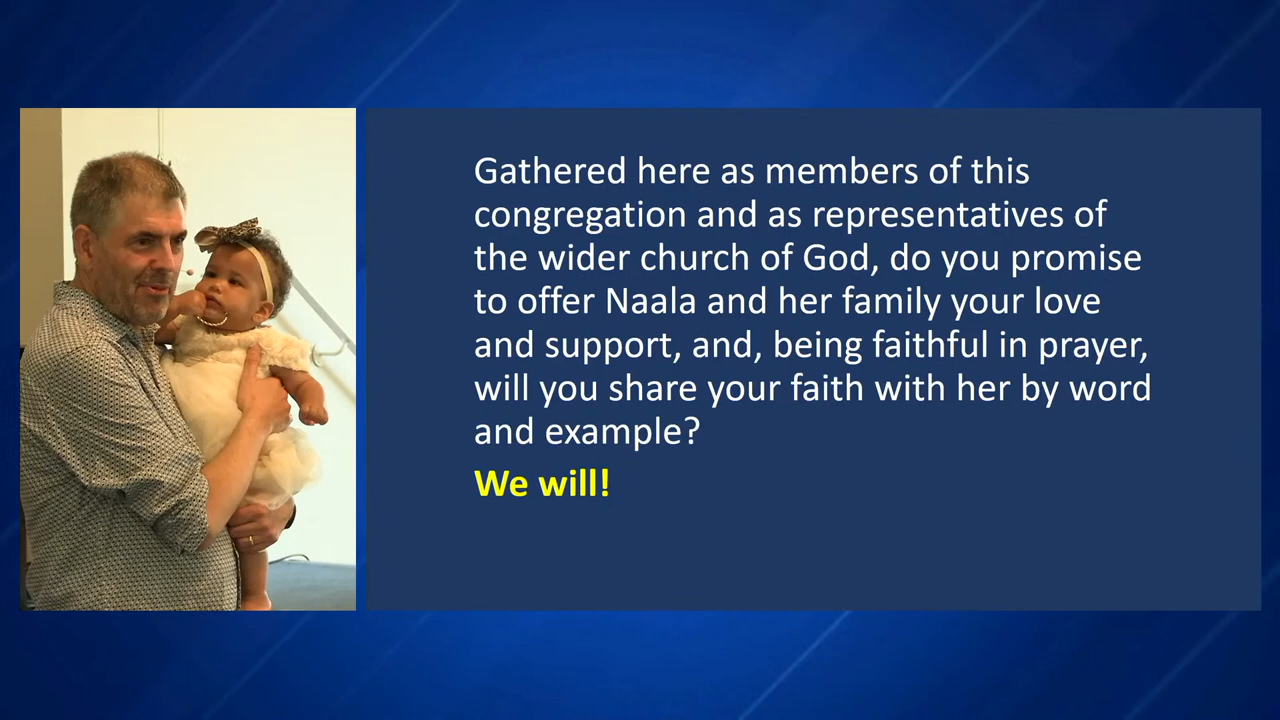 Gathered here as members of this
congregation and as representatives of
the wider church of God, do you promise
to offer Naala and her family your love
and support, and, being faithful in prayer,
will you share your faith with her by word
and example?
We will!